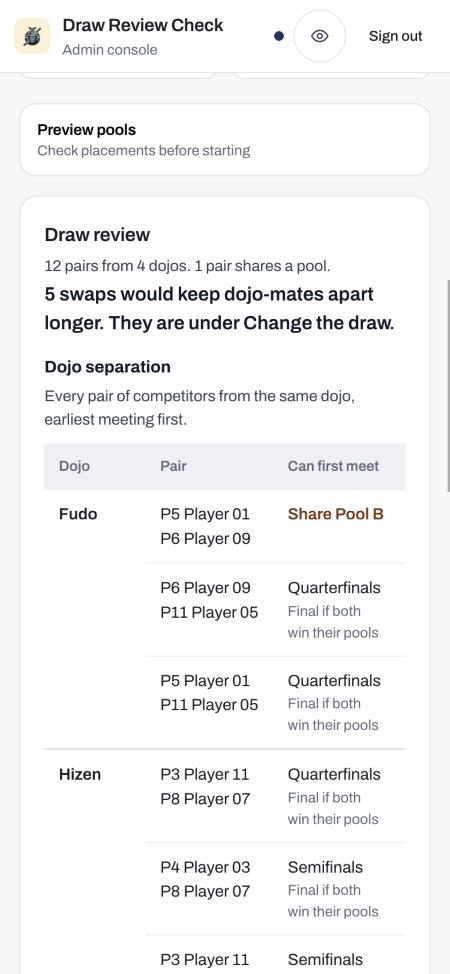 Draw Review Check
Admin console
Sign out
Preview pools
Check placements before starting
Draw review
12 pairs from 4 dojos. 1 pair shares a pool.
5 swaps would keep dojo-mates apart
longer. They are under Change the draw.
Dojo separation
Every pair of competitors from the same dojo,
earliest meeting first.
Dojo Pair Can first meet
Fudo P5 Player 01 Share Pool B
P6 Player 09
P6 Player 09 Quarterfinals
P11 Player 05 Final if both
win their pools
P5 Player 01 Quarterfinals
P11 Player 05 Final if both
win their pools
Hizen P3 Player 11 Quarterfinals
P8 Player 07 Final if both
win their pools
P4 Player 03 Semifinals
P8 Player 07 Final if both
win their pools
P3 Player 11 Semifinals